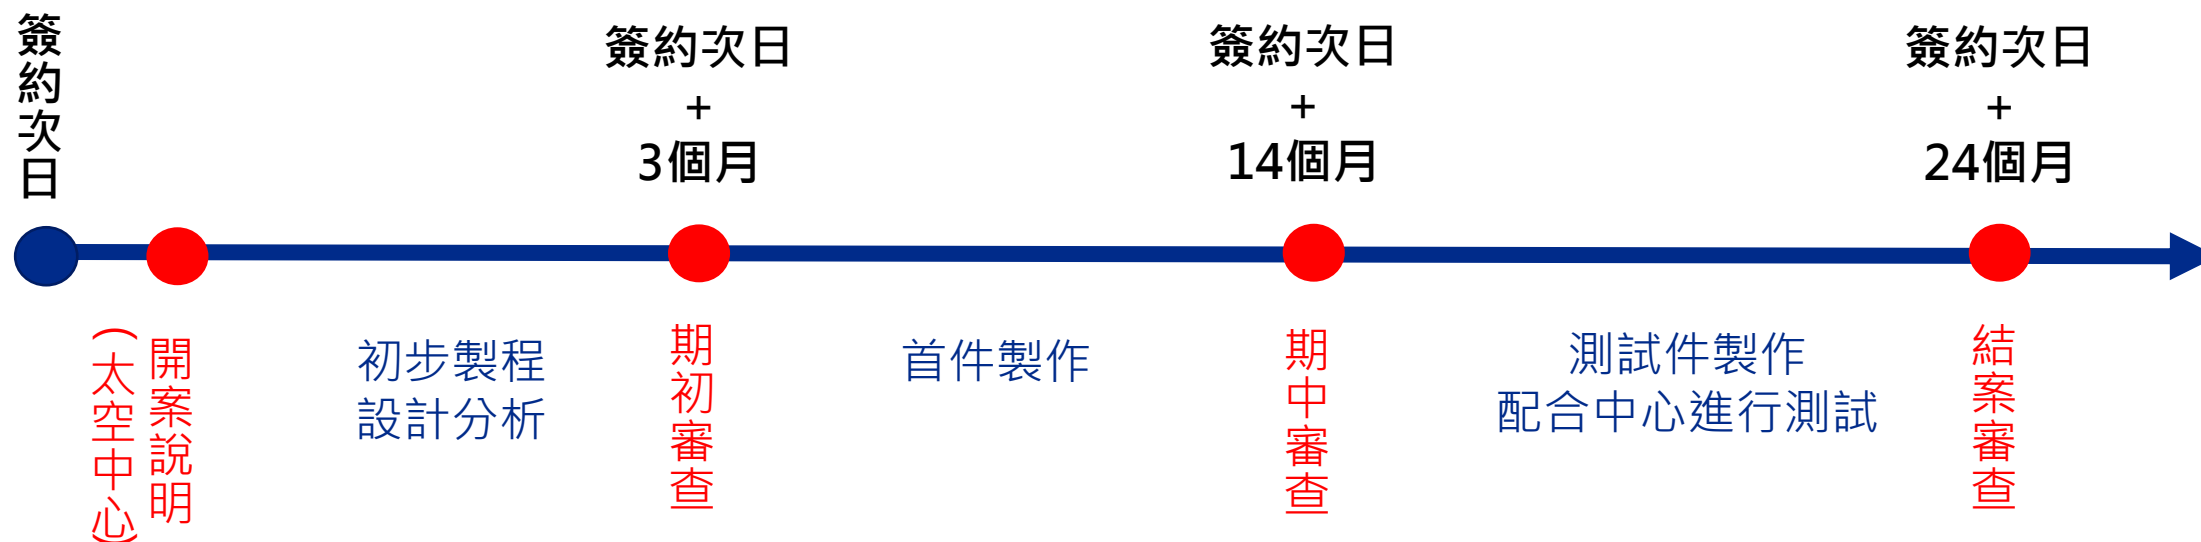 簽約次日
簽約次日
+
3個月
簽約次日
+
14個月
簽約次日
+
24個月
開案說明
(太空中心)
初步製程
設計分析
期初審查
首件製作
期中審查
測試件製作
配合中心進行測試
結案審查